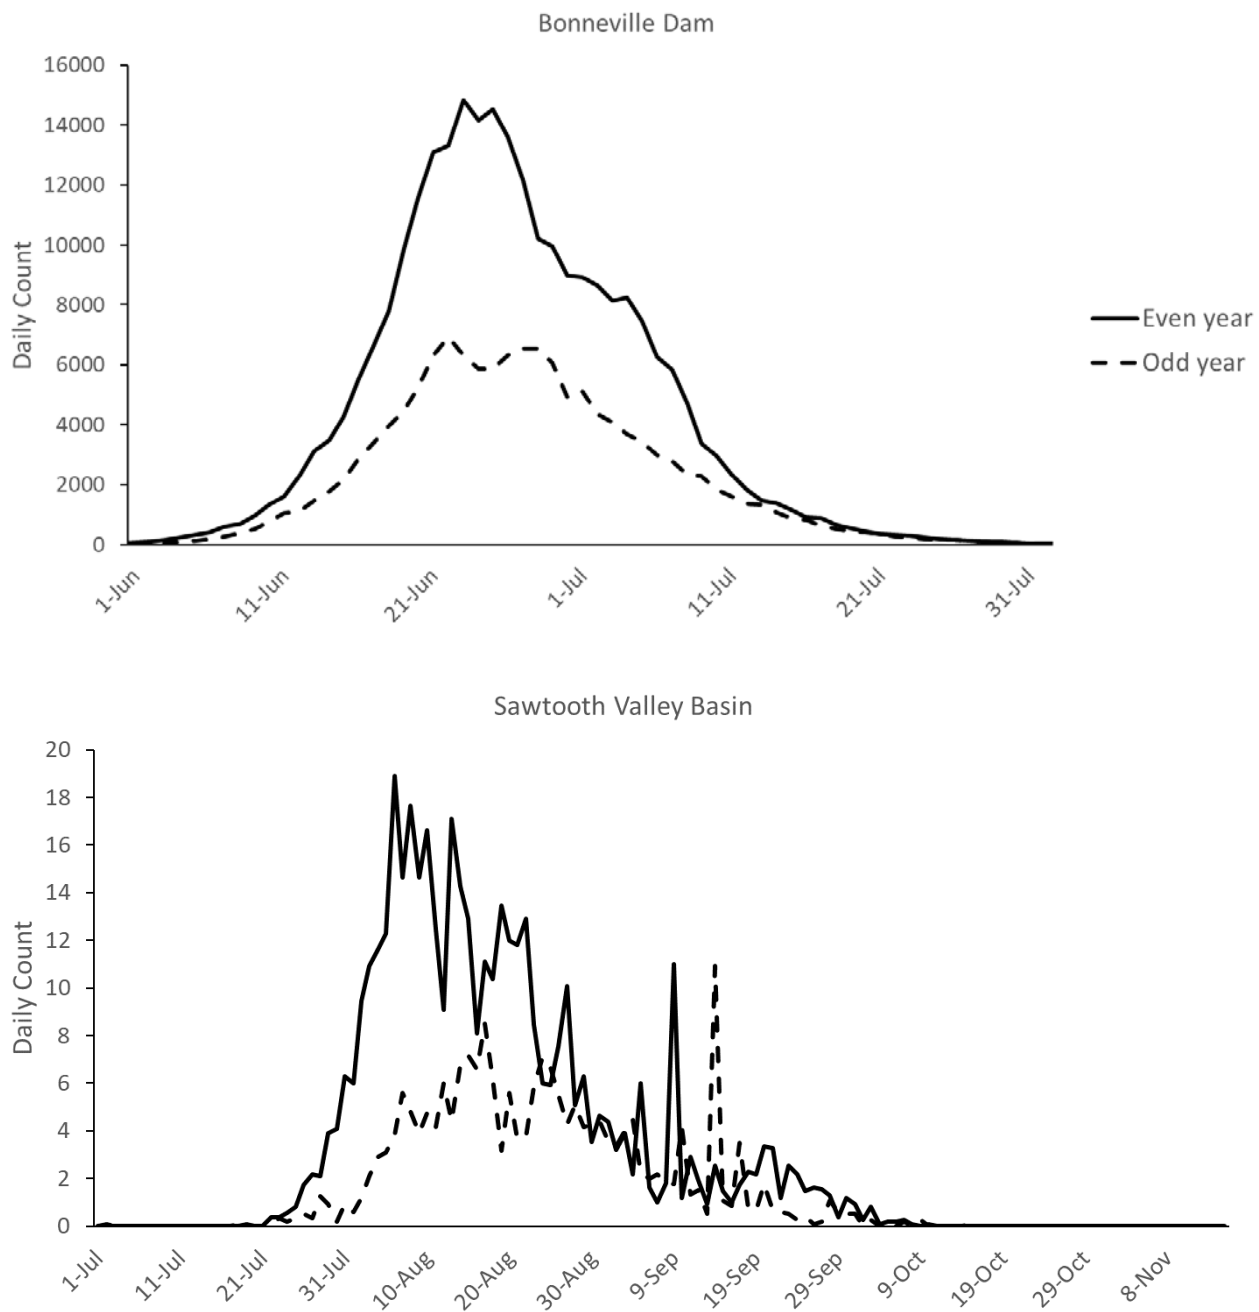 Bonneville Dam
16000
14000
12000
10000
8000
6000
4000
2000
0
Daily Count
1-Jun
11-Jun
21-Jun
1-Jul
11-Jul
21-Jul
31-Jul
Even year
Odd year
Sawtooth Valley Basin
20
18
16
14
12
10
8
6
4
2
0
Daily Count
1-Jul
11-Jul
21-Jul
31-Jul
10-Aug
20-Aug
30-Aug
9-Sep
19-Sep
29-Sep
9-Oct
19-Oct
29-Oct
8-Nov